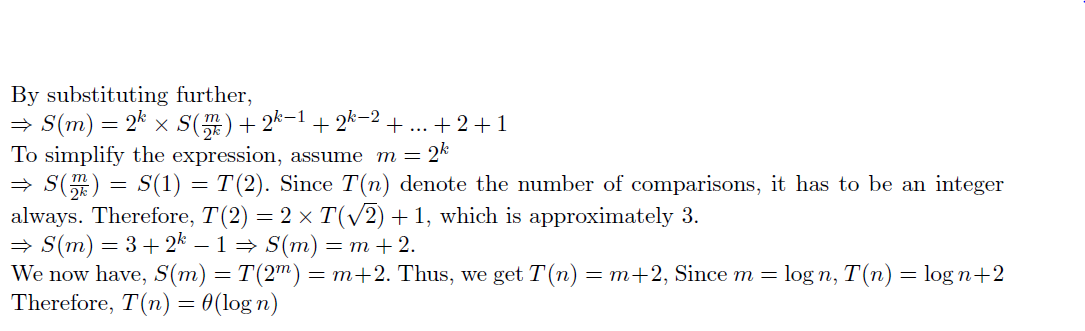 By substituting further,
⇒ S(m) = 2^k × S(m/2^k) + 2^{k−1} + 2^{k−2} + ... + 2 + 1
To simplify the expression, assume m = 2^k
⇒ S(m/2^k) = S(1) = T(2). Since T(n) denote the number of comparisons, it has to be an integer
always. Therefore, T(2) = 2 × T(√2) + 1, which is approximately 3.
⇒ S(m) = 3 + 2^k − 1 ⇒ S(m) = m + 2.
We now have, S(m) = T(2^m) = m+2. Thus, we get T(n) = m+2, Since m = log n, T(n) = log n+2
Therefore, T(n) = θ(log n)